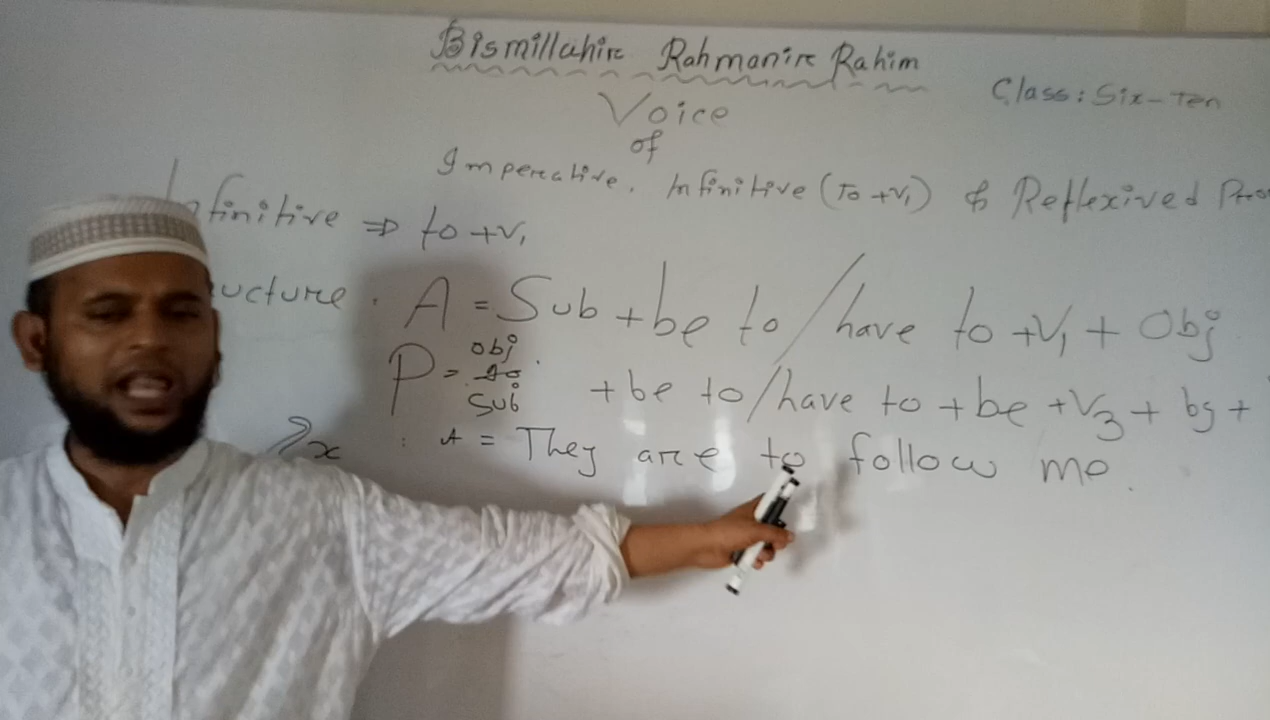 Bismillahir Rahmanir Rahim
Class: Six-Ten
Voice
of
Imperative, Infinitive (To +V₁) & Reflexived Pro
Infinitive ⇒ to +V₁
ucture. A = Sub + be to / have to +V₁ + Obj
obj
P = + be to/have to + be +V₃ + by +
Sub
Ex : A = They are to follow me.